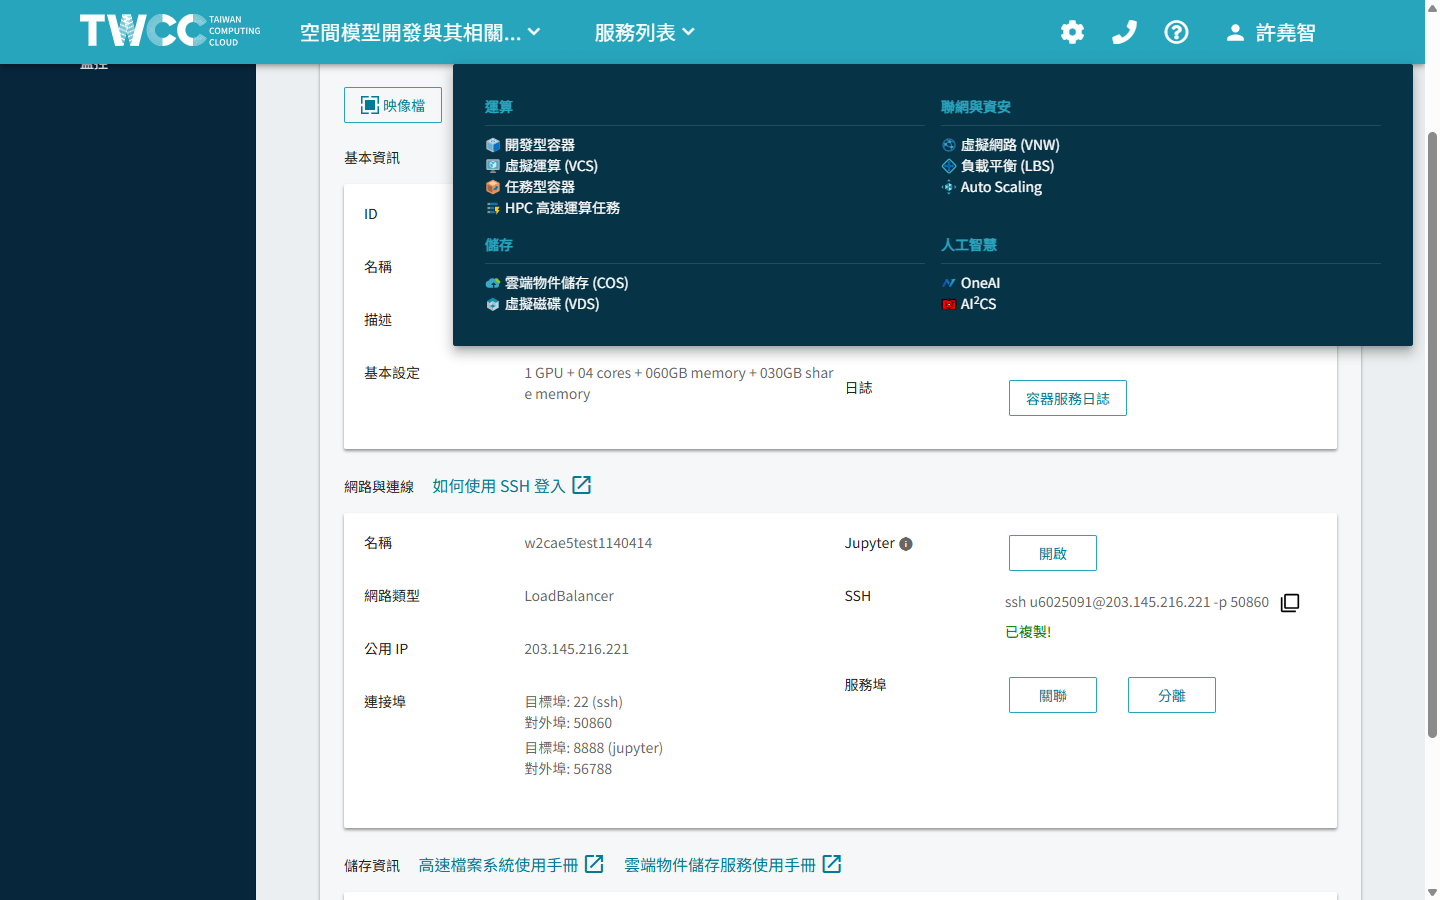 TWCC TAIWAN COMPUTING CLOUD
空間模型開發與其相關...
服務列表
許堯智
監控
運算
開發型容器
虛擬運算 (VCS)
任務型容器
HPC 高速運算任務
聯網與資安
虛擬網路 (VNW)
負載平衡 (LBS)
Auto Scaling
儲存
雲端物件儲存 (COS)
虛擬磁碟 (VDS)
人工智慧
OneAI
AI²CS
映像檔
基本資訊
ID
名稱
描述
基本設定
1 GPU + 04 cores + 060GB memory + 030GB shar
e memory
日誌
容器服務日誌
網路與連線
如何使用 SSH 登入
名稱
w2cae5test1140414
Jupyter
開啟
網路類型
LoadBalancer
SSH
ssh u6025091@203.145.216.221 -p 50860
已複製!
公用 IP
203.145.216.221
服務埠
關聯
分離
連接埠
目標埠: 22 (ssh)
對外埠: 50860
目標埠: 8888 (jupyter)
對外埠: 56788
儲存資訊
高速檔案系統使用手冊
雲端物件儲存服務使用手冊